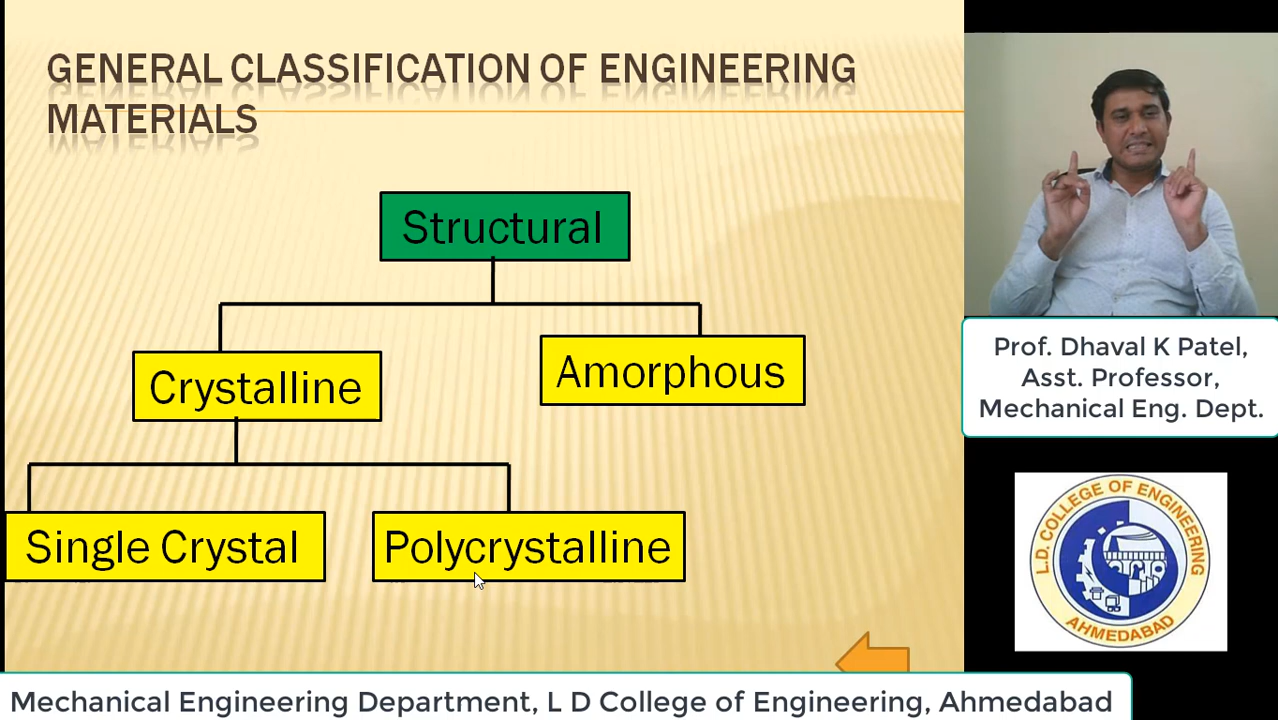 GENERAL CLASSIFICATION OF ENGINEERING
MATERIALS
Structural
Crystalline
Amorphous
Single Crystal
Polycrystalline
Prof. Dhaval K Patel,
Asst. Professor,
Mechanical Eng. Dept.
L.D. COLLEGE OF ENGINEERING
AHMEDABAD
Mechanical Engineering Department, L D College of Engineering, Ahmedabad